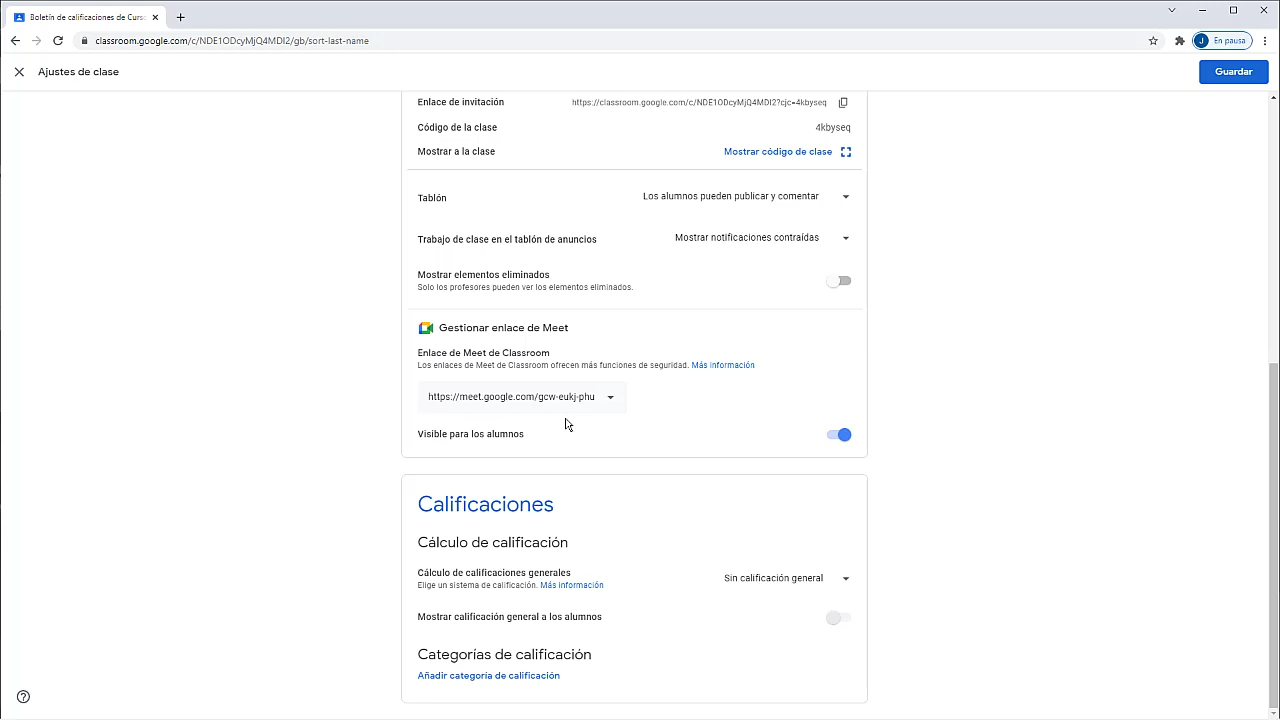 Boletín de calificaciones de Curs
classroom.google.com/c/NDE1ODcyMjQ4MDI2/gb/sort-last-name
J En pausa
Ajustes de clase
Guardar
Enlace de invitación https://classroom.google.com/c/NDE1ODcyMjQ4MDI2?cjc=4kbyseq
Código de la clase 4kbyseq
Mostrar a la clase Mostrar código de clase
Tablón Los alumnos pueden publicar y comentar
Trabajo de clase en el tablón de anuncios Mostrar notificaciones contraídas
Mostrar elementos eliminados
Solo los profesores pueden ver los elementos eliminados.
Gestionar enlace de Meet
Enlace de Meet de Classroom
Los enlaces de Meet de Classroom ofrecen más funciones de seguridad. Más información
https://meet.google.com/gcw-eukj-phu
Visible para los alumnos
Calificaciones
Cálculo de calificación
Cálculo de calificaciones generales Sin calificación general
Elige un sistema de calificación. Más información
Mostrar calificación general a los alumnos
Categorías de calificación
Añadir categoría de calificación